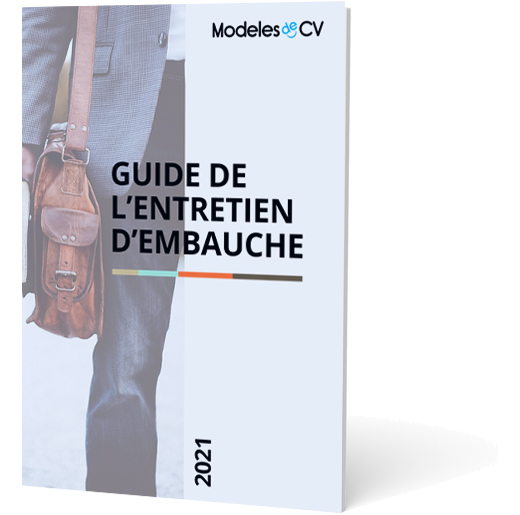 ModelesdeCV
GUIDE DE
L'ENTRETIEN
D'EMBAUCHE
2021